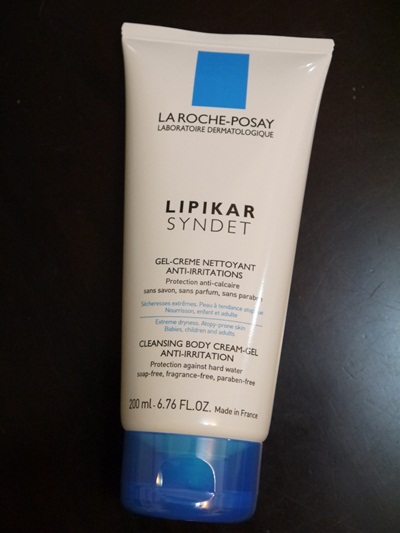 LA ROCHE-POSAY
LABORATOIRE DERMATOLOGIQUE
LIPIKAR
SYNDET
GEL-CREME NETTOYANT
ANTI-IRRITATIONS
Protection anti-calcaire
sans savon, sans parfum, sans parabens
Sécheresses extrêmes. Peau à tendance atopique
Nourrisson, enfant et adulte
Extreme dryness. Atopy-prone skin.
Babies, children and adults
CLEANSING BODY CREAM-GEL
ANTI-IRRITATION
Protection against hard water
soap-free, fragrance-free, paraben-free
200 ml - 6.76 FL.OZ. Made in France